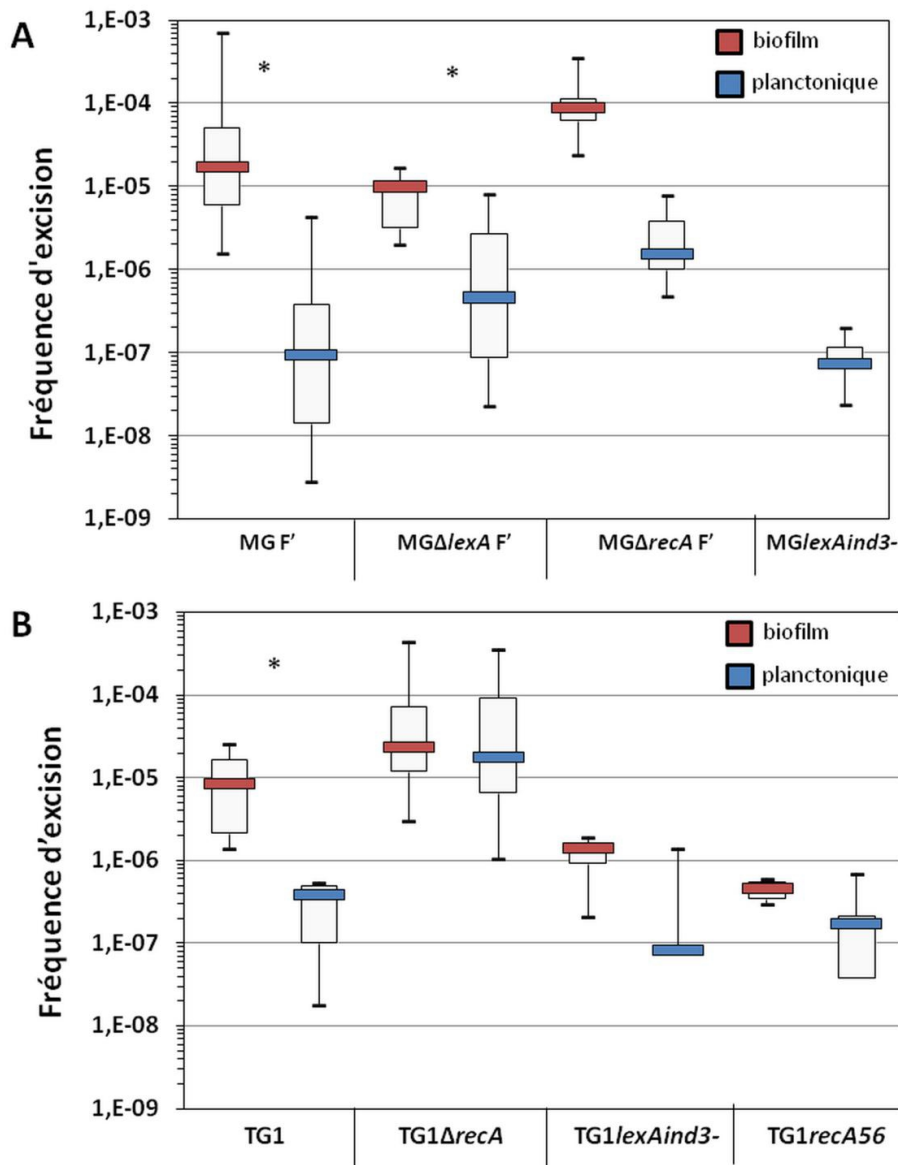 A
1,E-03
1,E-04
1,E-05
1,E-06
1,E-07
1,E-08
1,E-09
Fréquence d'excision
*
*
biofilm
planctonique
MG F'
MGΔlexA F'
MGΔrecA F'
MGlexAind3-
B
1,E-03
1,E-04
1,E-05
1,E-06
1,E-07
1,E-08
1,E-09
Fréquence d’excision
*
biofilm
planctonique
TG1
TG1ΔrecA
TG1lexAind3-
TG1recA56